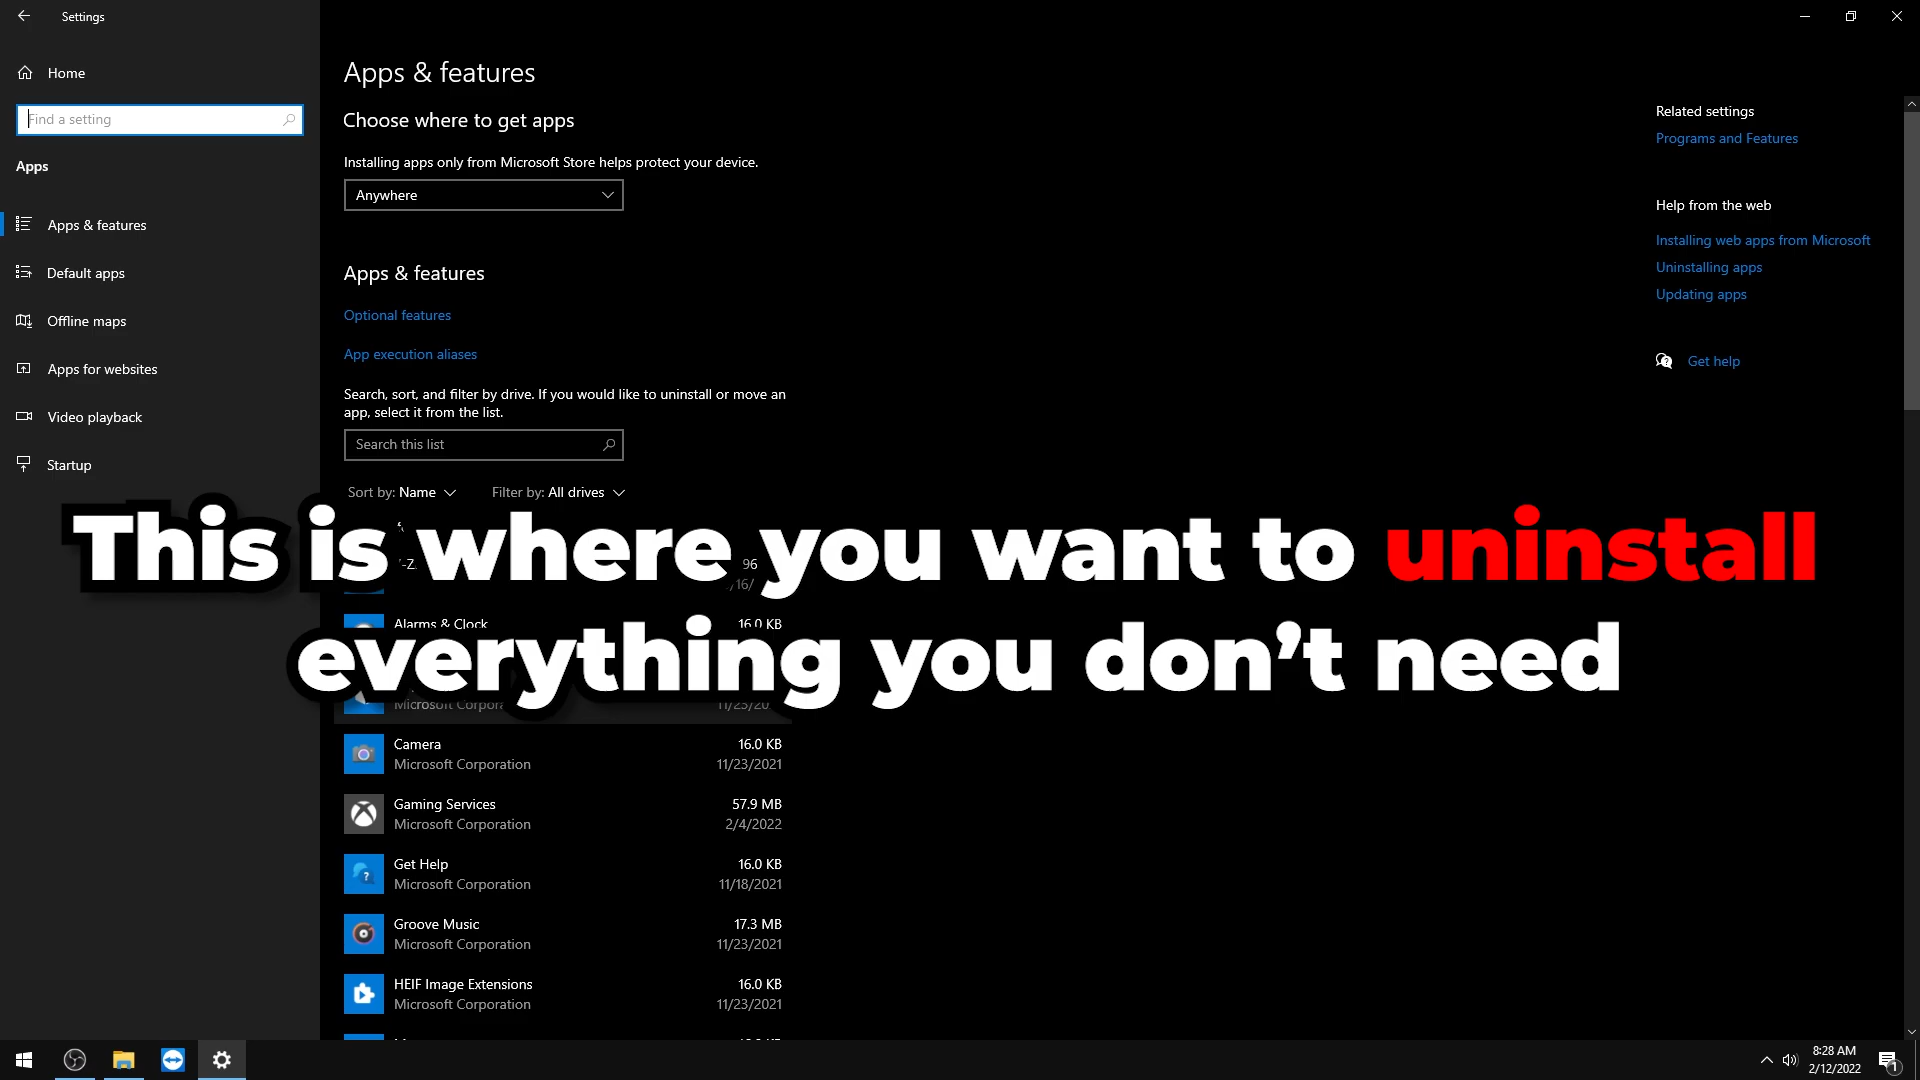 Settings
Home
Find a setting
Apps
Apps & features
Default apps
Offline maps
Apps for websites
Video playback
Startup
Apps & features
Choose where to get apps
Installing apps only from Microsoft Store helps protect your device.
Anywhere
Apps & features
Optional features
App execution aliases
Search, sort, and filter by drive. If you would like to uninstall or move an
app, select it from the list.
Search this list
Sort by: Name
Filter by: All drives
This is where you want to uninstall
everything you don't need
Alarms & Clock
16.0 KB
Camera
16.0 KB
Microsoft Corporation
11/23/2021
Gaming Services
57.9 MB
Microsoft Corporation
2/4/2022
Get Help
16.0 KB
Microsoft Corporation
11/18/2021
Groove Music
17.3 MB
Microsoft Corporation
11/23/2021
HEIF Image Extensions
16.0 KB
Microsoft Corporation
11/23/2021
Related settings
Programs and Features
Help from the web
Installing web apps from Microsoft
Uninstalling apps
Updating apps
Get help
8:28 AM
2/12/2022
1